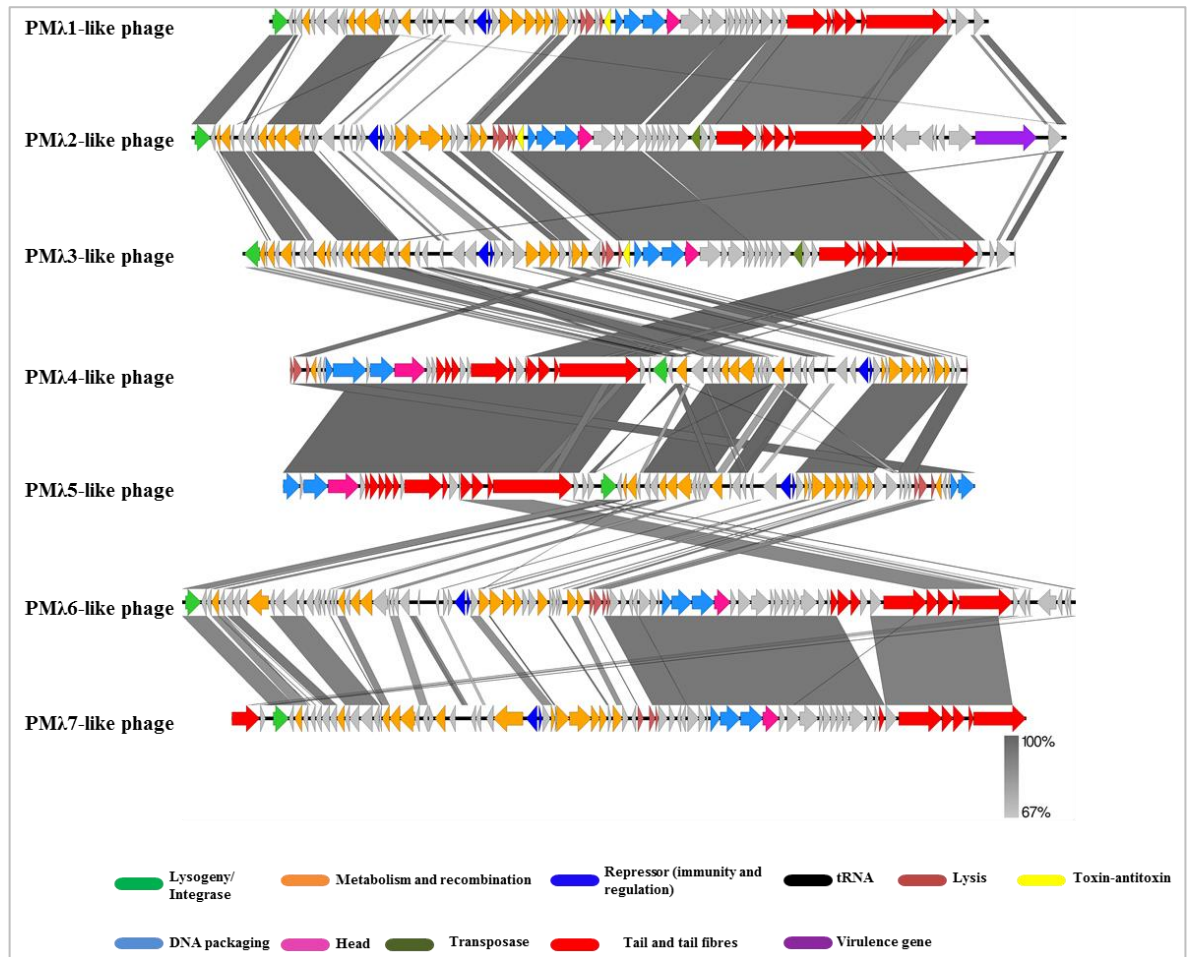 PMλ1-like phage
PMλ2-like phage
PMλ3-like phage
PMλ4-like phage
PMλ5-like phage
PMλ6-like phage
PMλ7-like phage
100%
67%
Lysogeny/
Integrase
Metabolism and recombination
Repressor (immunity and
regulation)
tRNA
Lysis
Toxin-antitoxin
DNA packaging
Head
Transposase
Tail and tail fibres
Virulence gene